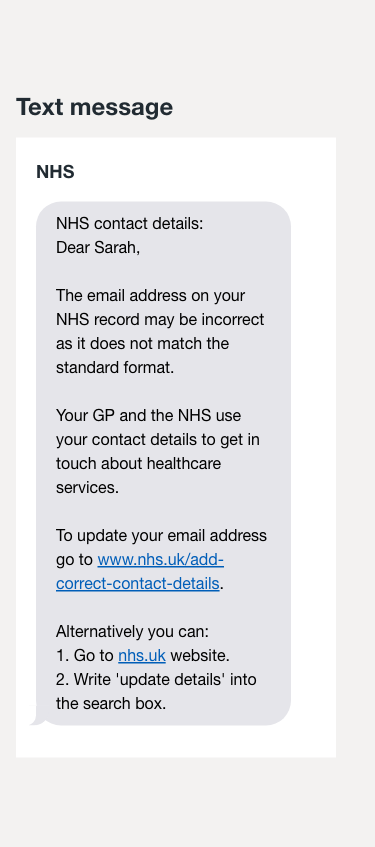 Text message
NHS
NHS contact details:
Dear Sarah,
The email address on your
NHS record may be incorrect
as it does not match the
standard format.
Your GP and the NHS use
your contact details to get in
touch about healthcare
services.
To update your email address
go to www.nhs.uk/add-
correct-contact-details.
Alternatively you can:
1. Go to nhs.uk website.
2. Write 'update details' into
the search box.